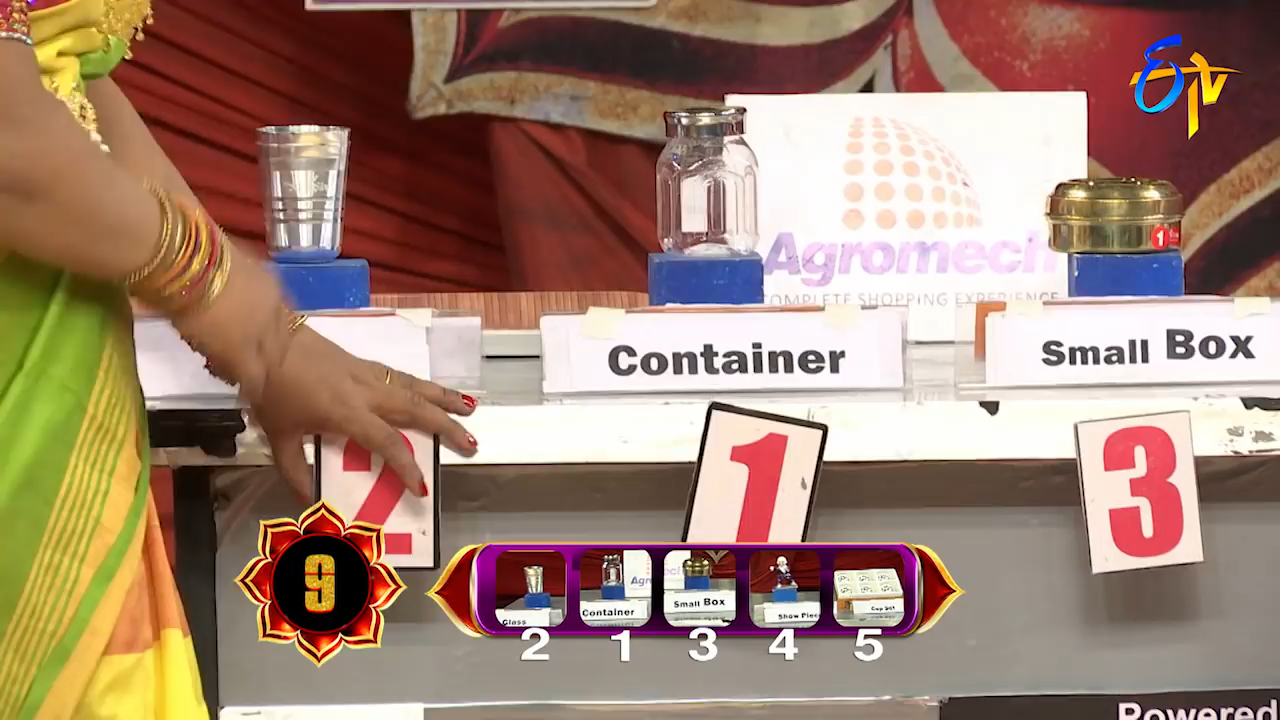 ETV
Agromech
COMPLETE SHOPPING EXPERIENCE
1
Container
Small Box
2
1
3
9
Glass
Container
Agro
Small Box
Show Piece
Cup Set
2 1 3 4 5
Powered